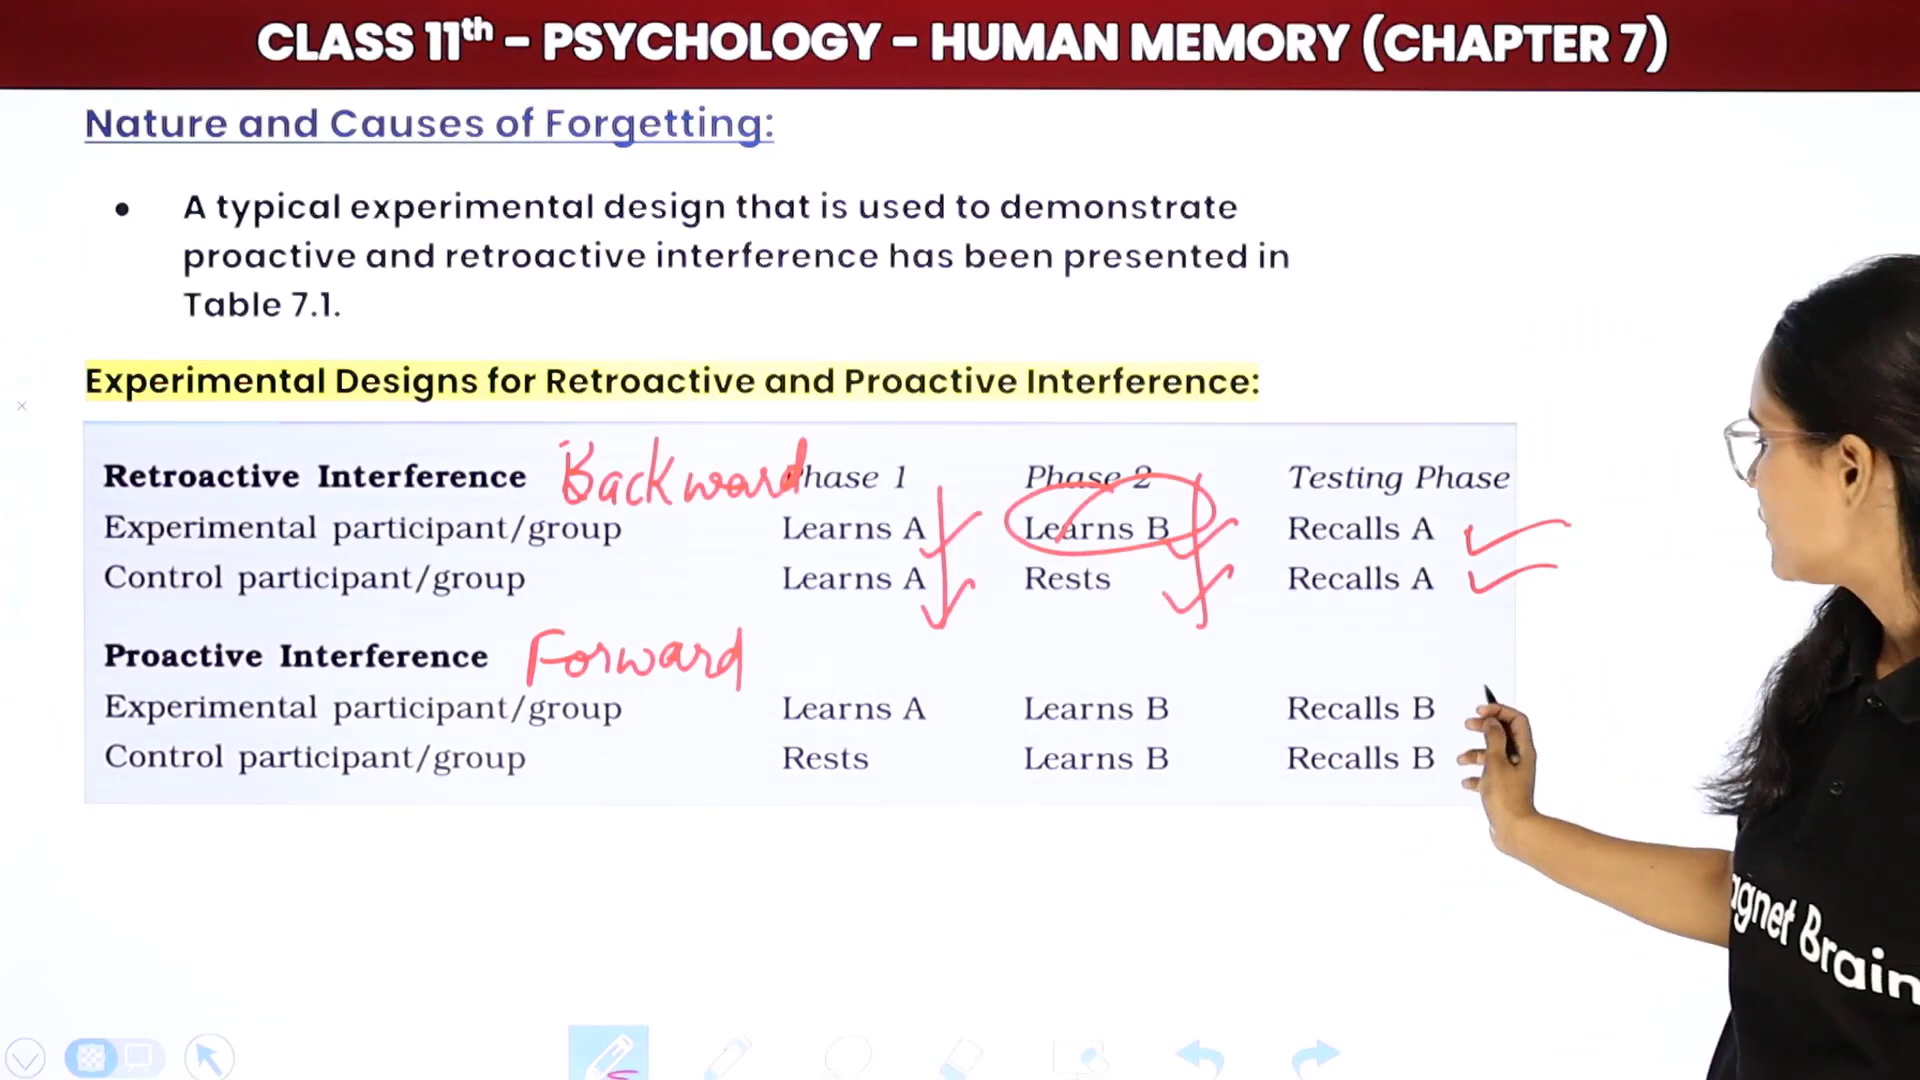 CLASS 11th - PSYCHOLOGY - HUMAN MEMORY (CHAPTER 7)
Nature and Causes of Forgetting:
• A typical experimental design that is used to demonstrate
proactive and retroactive interference has been presented in
Table 7.1.
Experimental Designs for Retroactive and Proactive Interference:
Retroactive Interference Backward Phase 1 Phase 2 Testing Phase
Experimental participant/group Learns A Learns B Recalls A
Control participant/group Learns A Rests Recalls A
Proactive Interference Forward
Experimental participant/group Learns A Learns B Recalls B
Control participant/group Rests Learns B Recalls B
agnet Brain